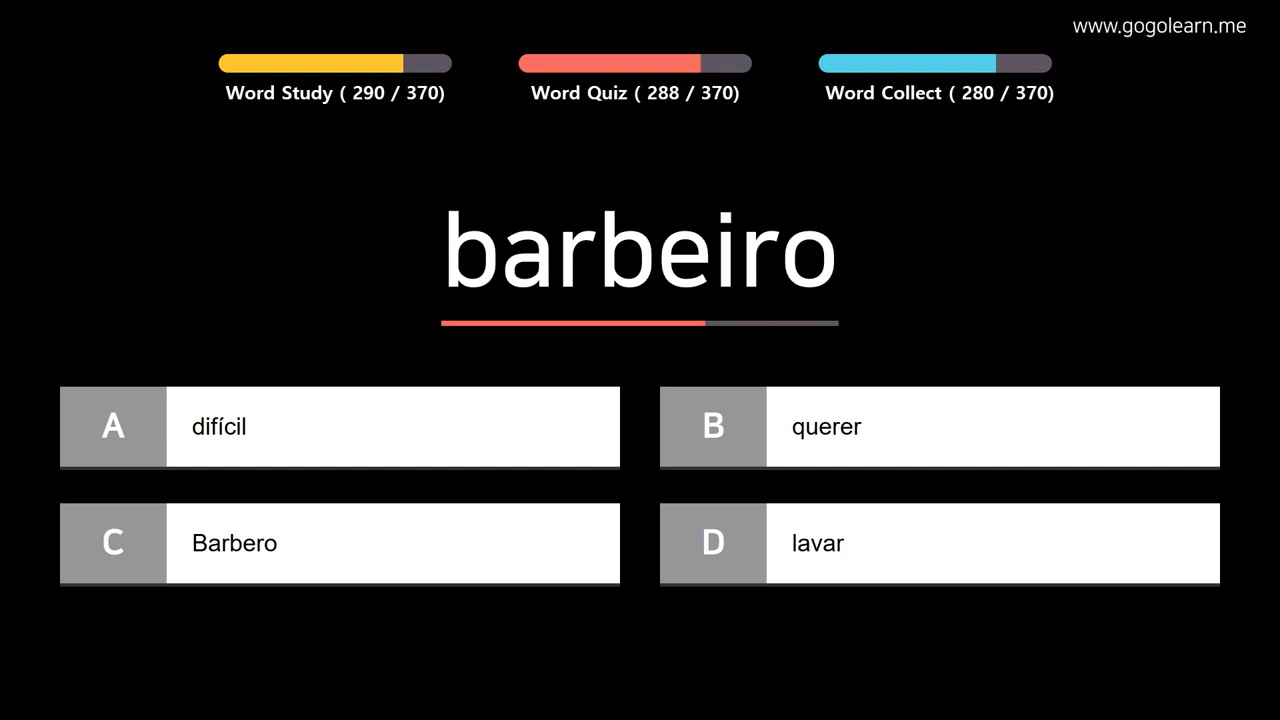 www.gogolearn.me
Word Study ( 290 / 370)
Word Quiz ( 288 / 370)
Word Collect ( 280 / 370)
barbeiro
A difícil
B querer
C Barbero
D lavar